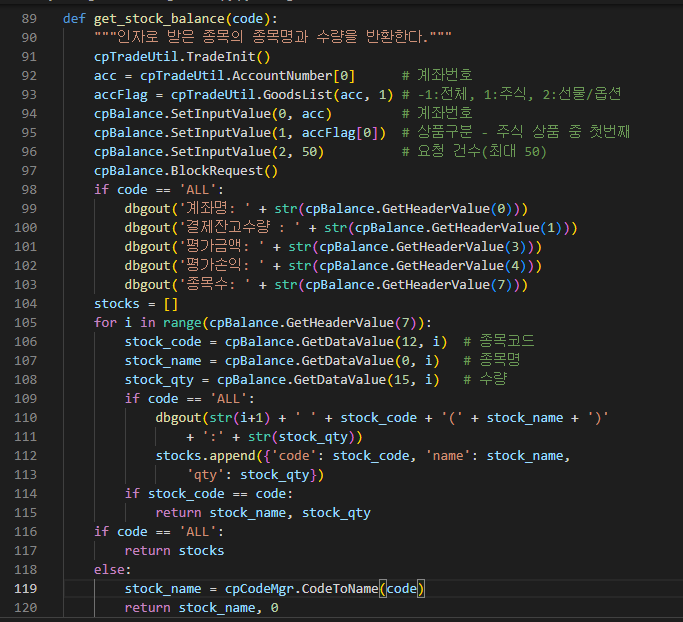 89 def get_stock_balance(code):
90     """인자로 받은 종목의 종목명과 수량을 반환한다."""
91     cpTradeUtil.TradeInit()
92     acc = cpTradeUtil.AccountNumber[0]      # 계좌번호
93     accFlag = cpTradeUtil.GoodsList(acc, 1) # -1:전체, 1:주식, 2:선물/옵션
94     cpBalance.SetInputValue(0, acc)         # 계좌번호
95     cpBalance.SetInputValue(1, accFlag[0])  # 상품구분 - 주식 상품 중 첫번째
96     cpBalance.SetInputValue(2, 50)          # 요청 건수(최대 50)
97     cpBalance.BlockRequest()
98     if code == 'ALL':
99         dbgout('계좌명: ' + str(cpBalance.GetHeaderValue(0)))
100         dbgout('결제잔고수량 : ' + str(cpBalance.GetHeaderValue(1)))
101         dbgout('평가금액: ' + str(cpBalance.GetHeaderValue(3)))
102         dbgout('평가손익: ' + str(cpBalance.GetHeaderValue(4)))
103         dbgout('종목수: ' + str(cpBalance.GetHeaderValue(7)))
104     stocks = []
105     for i in range(cpBalance.GetHeaderValue(7)):
106         stock_code = cpBalance.GetDataValue(12, i)  # 종목코드
107         stock_name = cpBalance.GetDataValue(0, i)   # 종목명
108         stock_qty = cpBalance.GetDataValue(15, i)   # 수량
109         if code == 'ALL':
110             dbgout(str(i+1) + ' ' + stock_code + '(' + stock_name + ')'
111                 + ':' + str(stock_qty))
112             stocks.append({'code': stock_code, 'name': stock_name,
113                 'qty': stock_qty})
114         if stock_code == code:
115             return stock_name, stock_qty
116     if code == 'ALL':
117         return stocks
118     else:
119         stock_name = cpCodeMgr.CodeToName(code)
120         return stock_name, 0